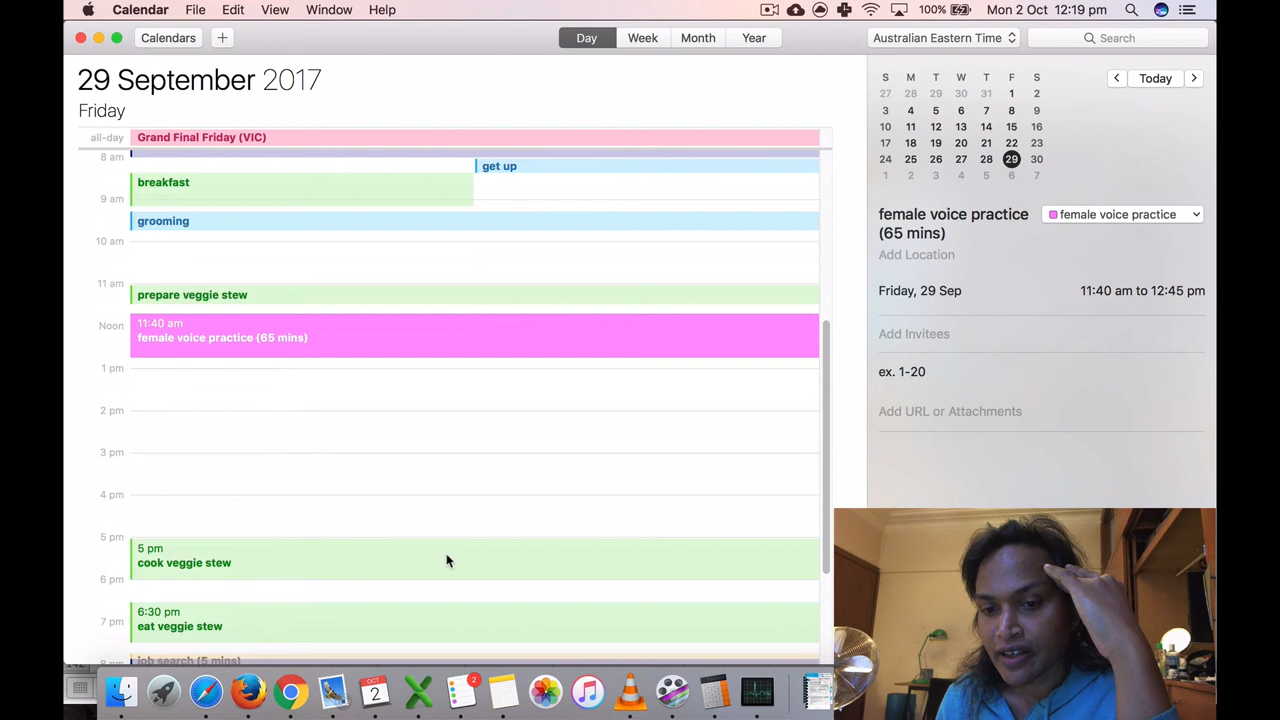 Calendar File Edit View Window Help 100% Mon 2 Oct 12:19 pm
Calendars + Day Week Month Year Australian Eastern Time Search
29 September 2017
Friday
all-day Grand Final Friday (VIC)
8 am
get up
breakfast
9 am
grooming
10 am
11 am
prepare veggie stew
11:40 am
Noon
female voice practice (65 mins)
1 pm
2 pm
3 pm
4 pm
5 pm
5 pm
cook veggie stew
6 pm
6:30 pm
7 pm
eat veggie stew
job search (5 mins)
S M T W T F S
Today
27 28 29 30 31 1 2
3 4 5 6 7 8 9
10 11 12 13 14 15 16
17 18 19 20 21 22 23
24 25 26 27 28 29 30
1 2 3 4 5 6 7
female voice practice
(65 mins)
female voice practice
Add Location
Friday, 29 Sep 11:40 am to 12:45 pm
Add Invitees
ex. 1-20
Add URL or Attachments
OCT
2
2